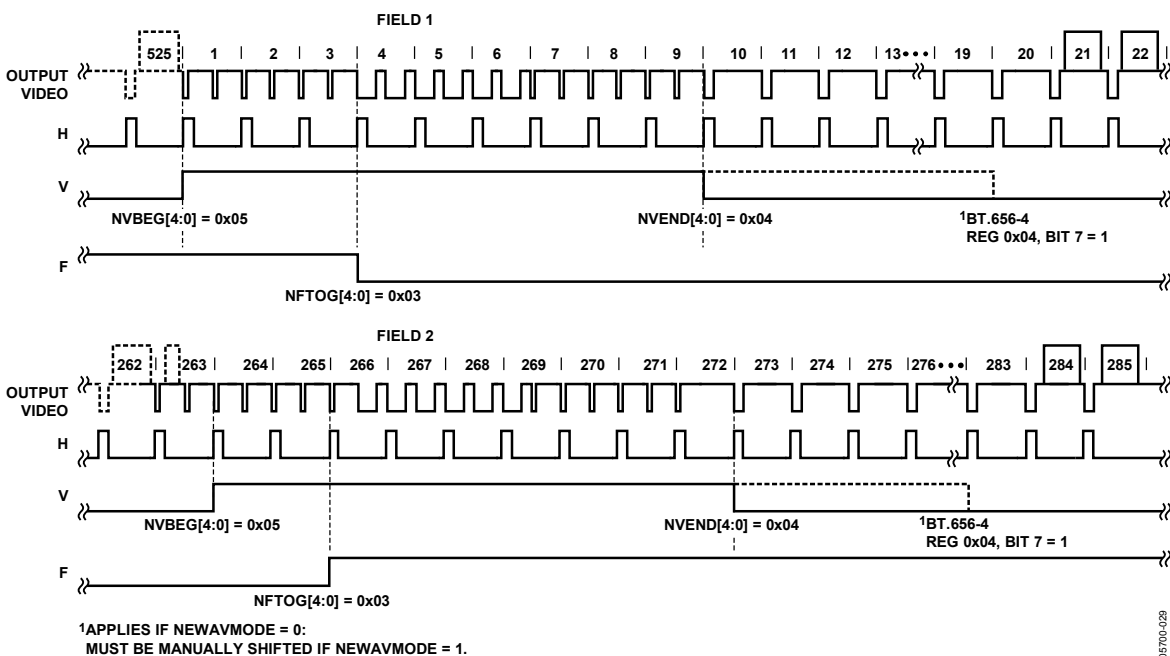 FIELD 1
525 | 1 | 2 | 3 | 4 | 5 | 6 | 7 | 8 | 9 | 10 | 11 | 12 | 13 ••• | 19 | 20 | 21 | 22 |
OUTPUT
VIDEO
H
V
NVBEG[4:0] = 0x05
NVEND[4:0] = 0x04
1BT.656-4
REG 0x04, BIT 7 = 1
F
NFTOG[4:0] = 0x03
FIELD 2
262 | 263 | 264 | 265 | 266 | 267 | 268 | 269 | 270 | 271 | 272 | 273 | 274 | 275 | 276 ••• | 283 | 284 | 285 |
OUTPUT
VIDEO
H
V
NVBEG[4:0] = 0x05
NVEND[4:0] = 0x04
1BT.656-4
REG 0x04, BIT 7 = 1
F
NFTOG[4:0] = 0x03
1APPLIES IF NEWAVMODE = 0:
MUST BE MANUALLY SHIFTED IF NEWAVMODE = 1.
05700-029